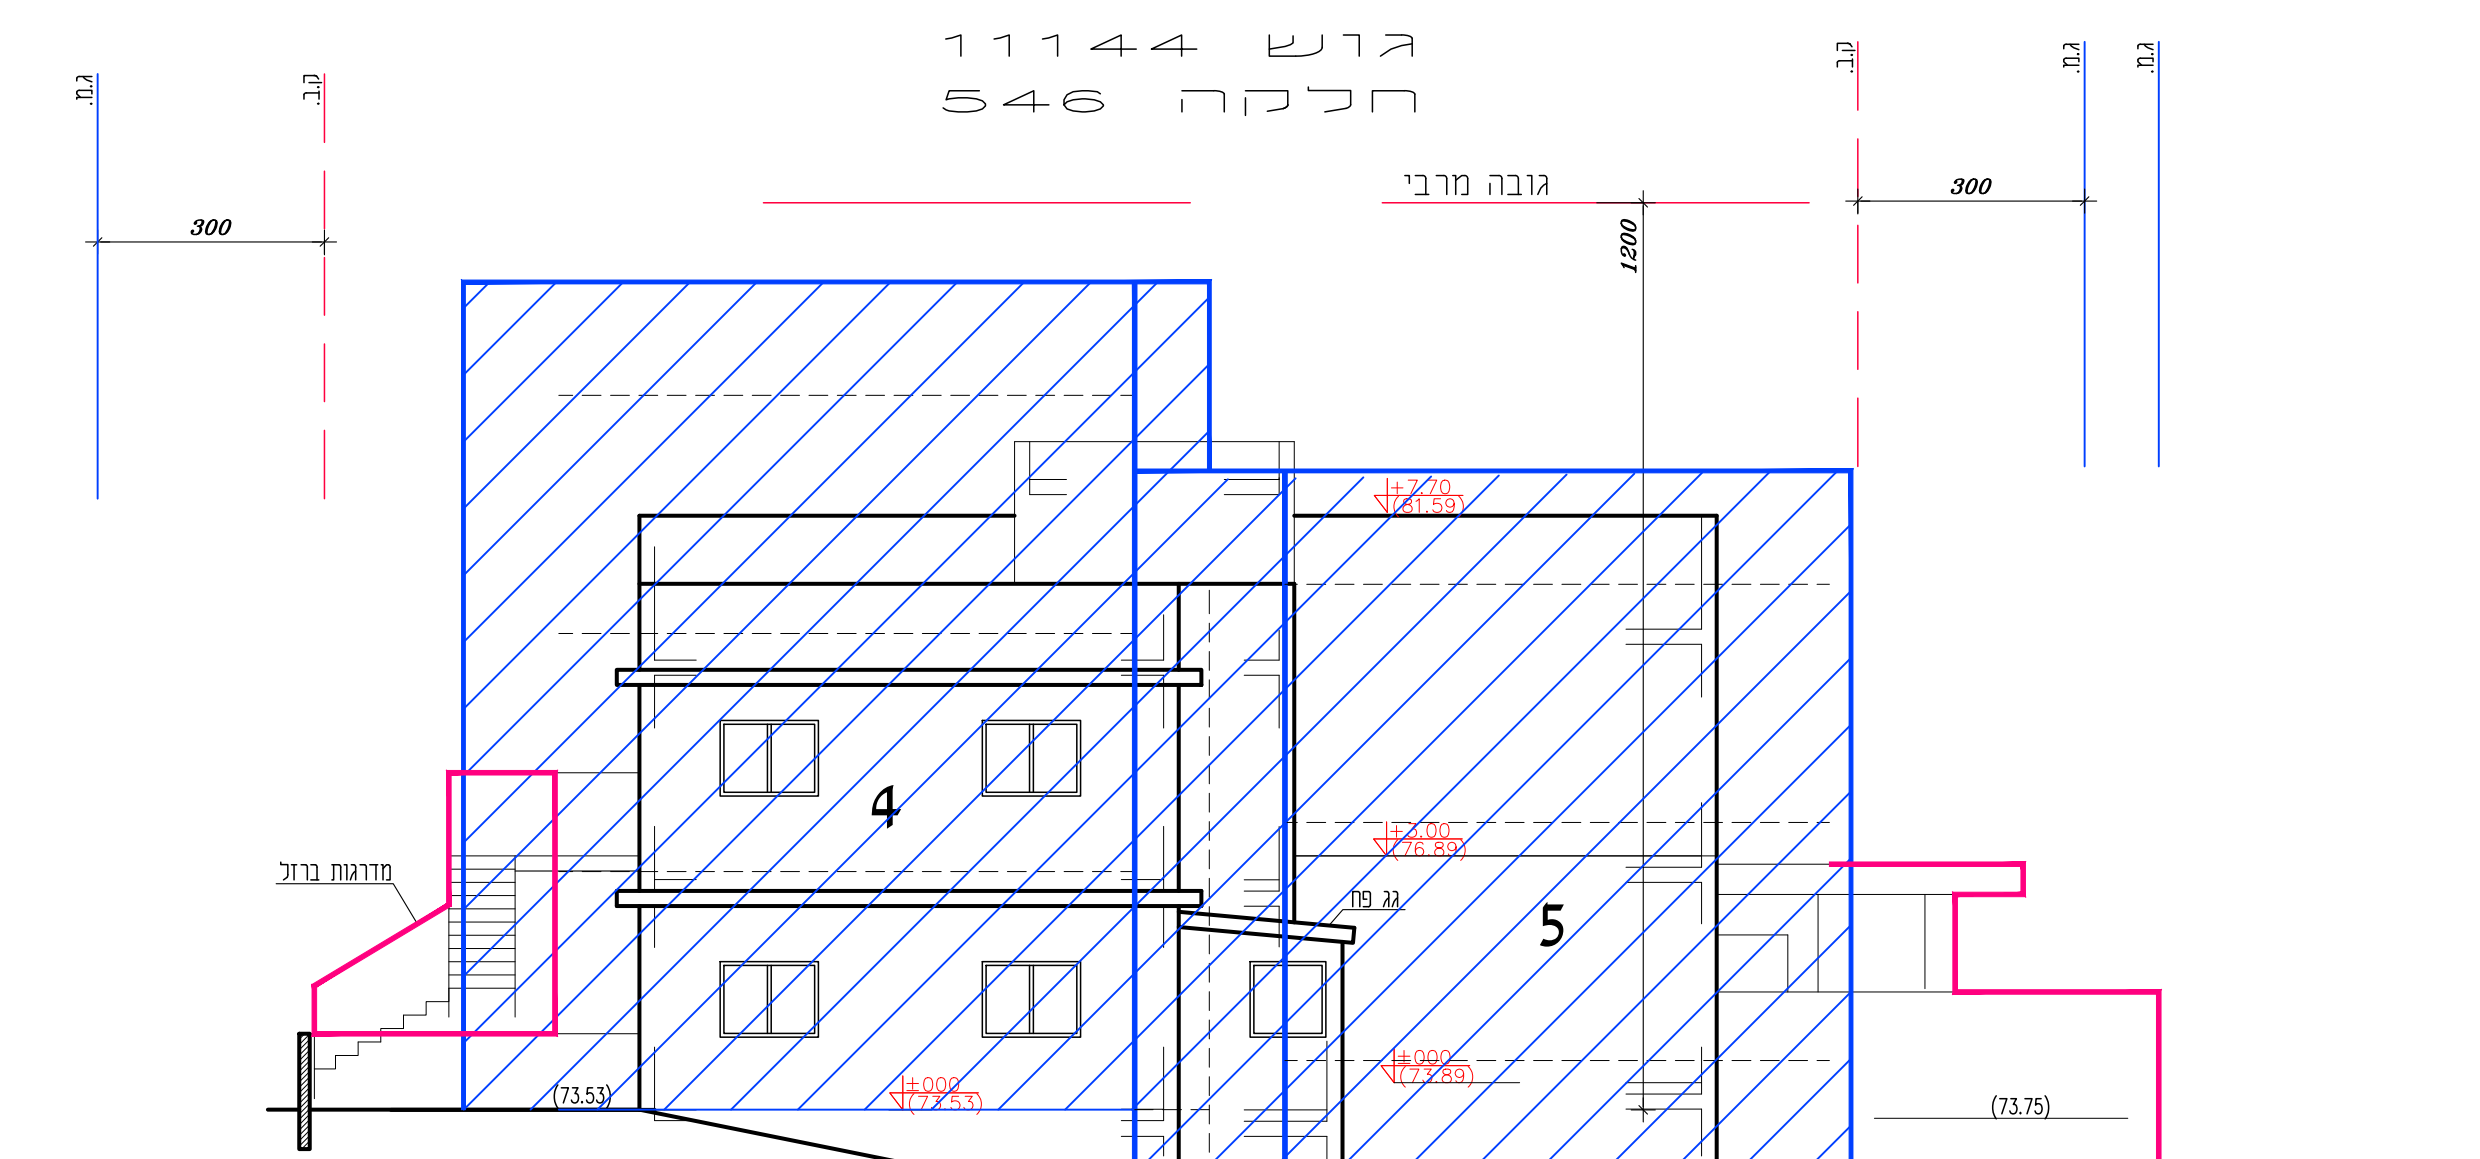 גוש 11144
חלקה 546
ג.מ.
ק.ב.
ק.ב.
ג.מ.
ג.מ.
גובה מרבי
300
300
1200
+7.70
(81.59)
4
+3.00
(76.89)
מדרגות ברזל
גג פח
5
±000
(73.89)
(73.53)
±000
(73.53)
(73.75)